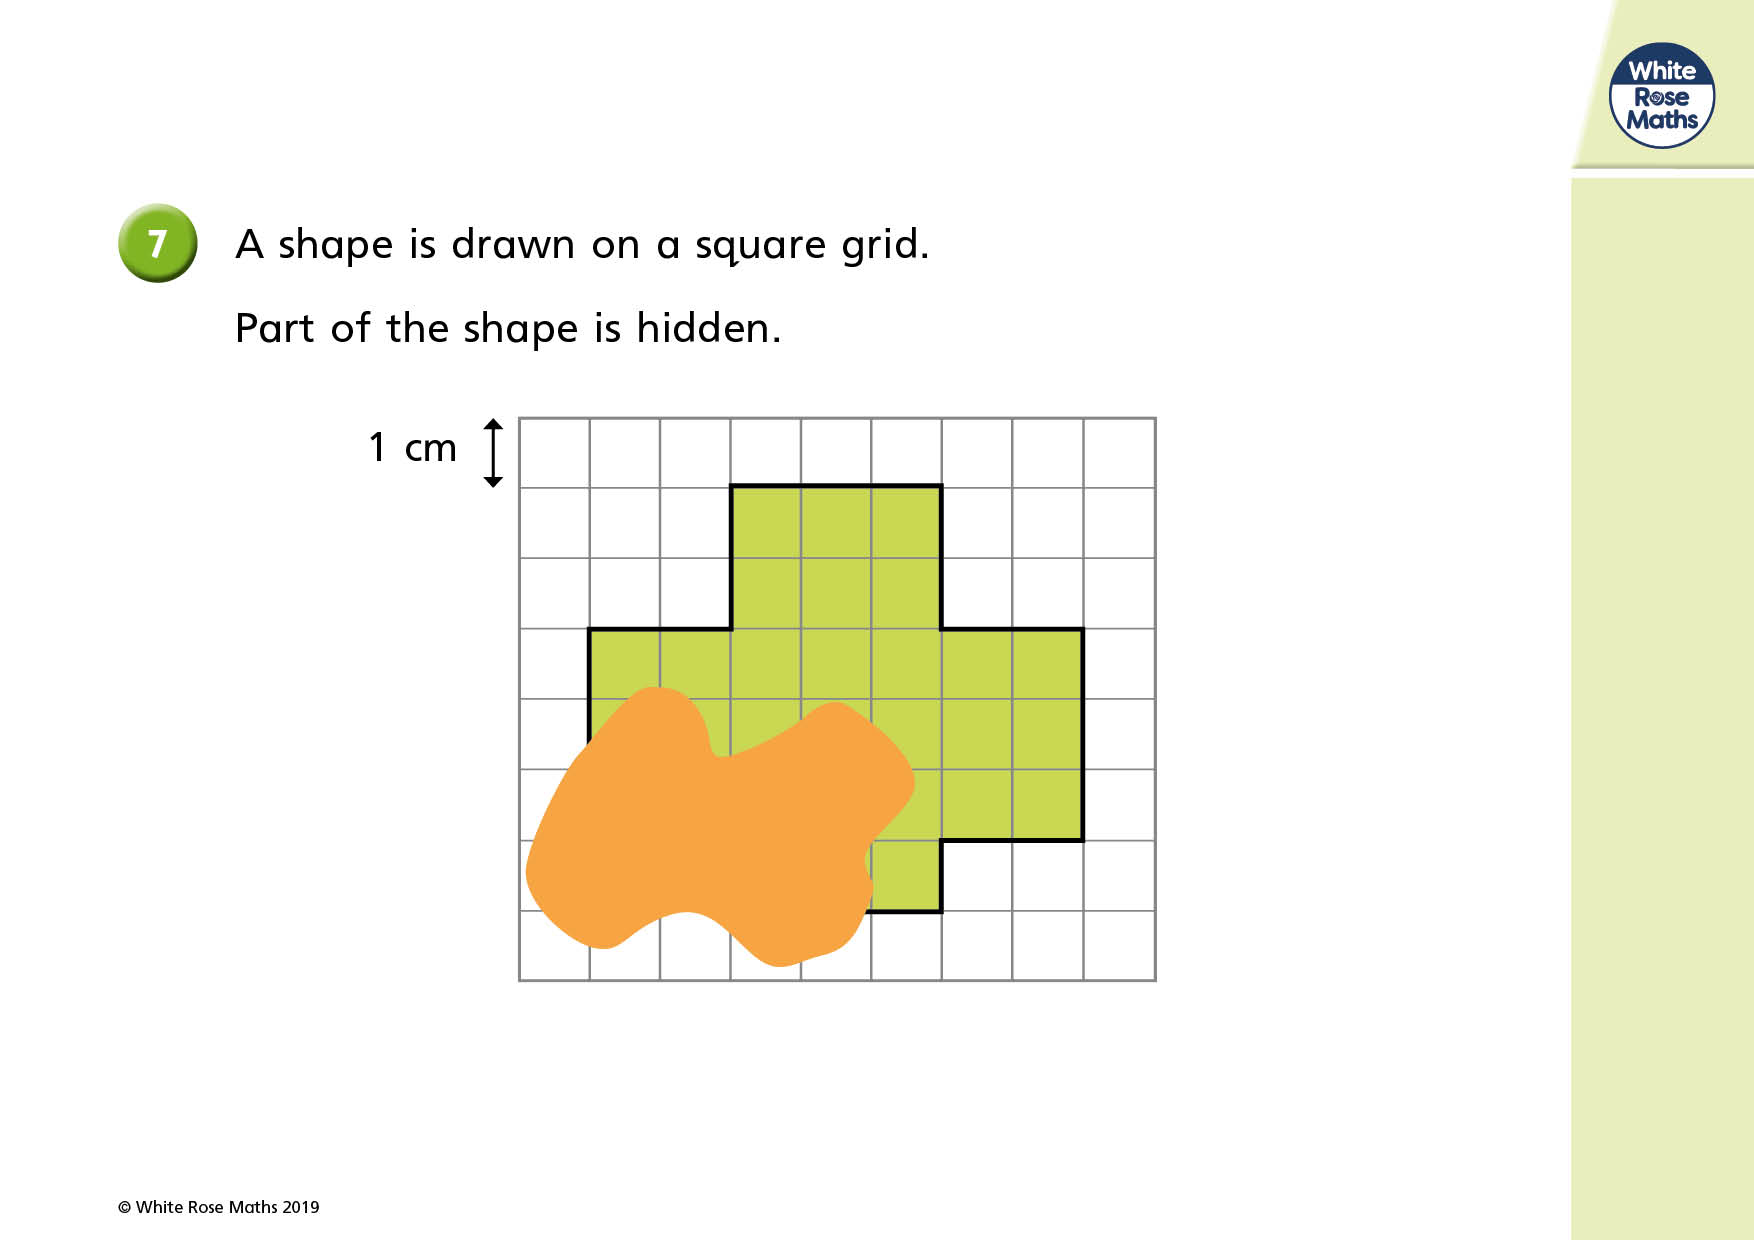 White
Rose
Maths
7 A shape is drawn on a square grid.
Part of the shape is hidden.
1 cm
© White Rose Maths 2019